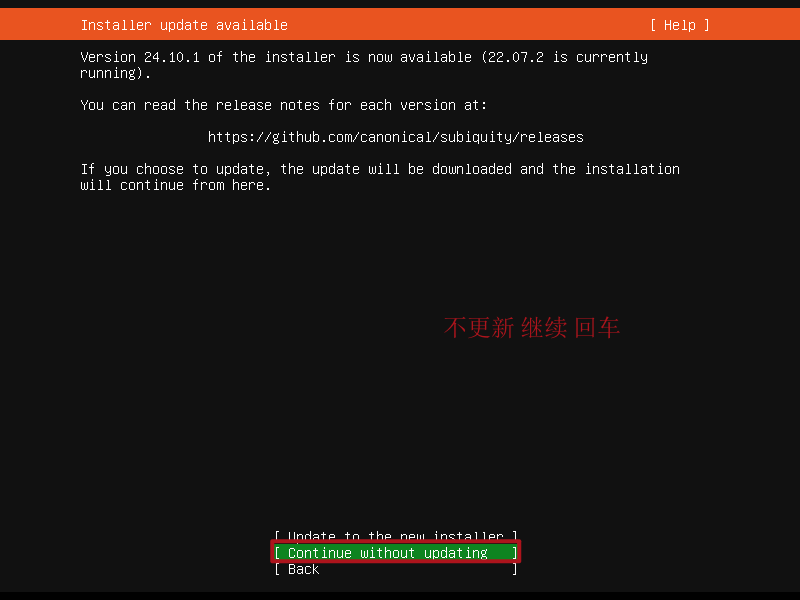 Installer update available [ Help ]
Version 24.10.1 of the installer is now available (22.07.2 is currently
running).
You can read the release notes for each version at:
https://github.com/canonical/subiquity/releases
If you choose to update, the update will be downloaded and the installation
will continue from here.
不更新 继续 回车
[ Update to the new installer ]
[ Continue without updating ]
[ Back ]